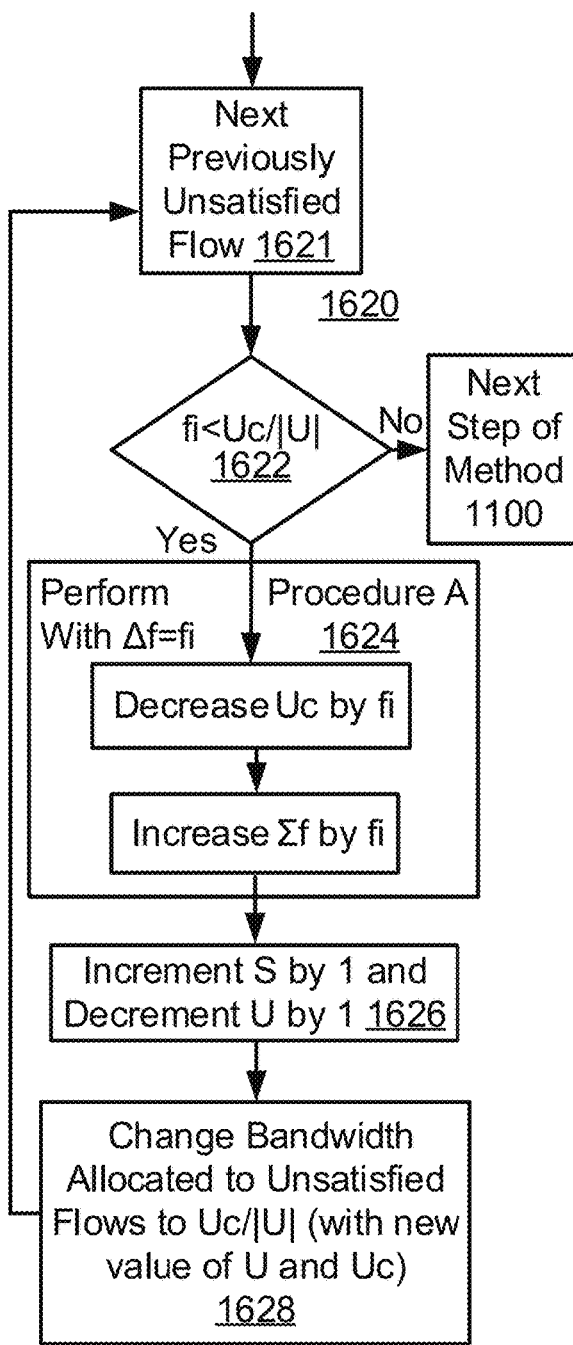 Next
Previously
Unsatisfied
Flow 1621
1620
fi<Uc/|U|
1622
No
Next
Step of
Method
1100
Yes
Perform
With Δf=fi
Procedure A
1624
Decrease Uc by fi
Increase Σf by fi
Increment S by 1 and
Decrement U by 1 1626
Change Bandwidth
Allocated to Unsatisfied
Flows to Uc/|U| (with new
value of U and Uc)
1628